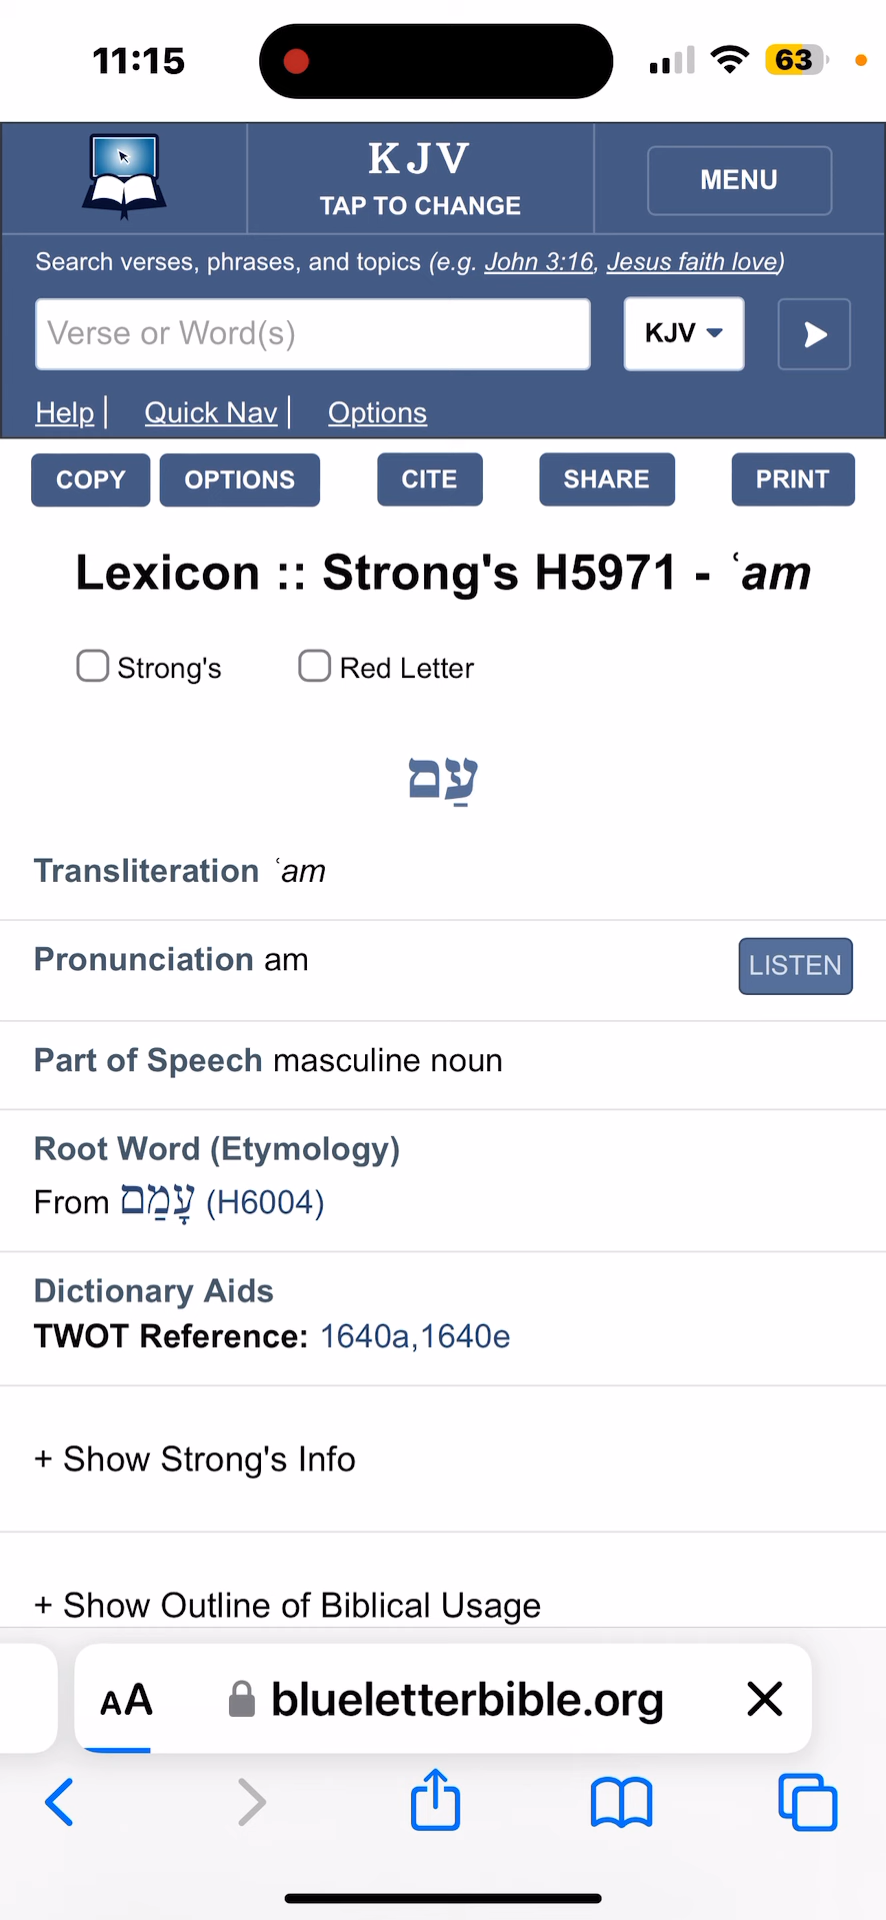 11:15
63
KJV
TAP TO CHANGE
MENU
Search verses, phrases, and topics (e.g. John 3:16, Jesus faith love)
Verse or Word(s)
KJV
Help | Quick Nav | Options
COPY OPTIONS CITE SHARE PRINT
Lexicon :: Strong's H5971 - ʿam
Strong's Red Letter
עַם
Transliteration ʿam
Pronunciation am
LISTEN
Part of Speech masculine noun
Root Word (Etymology)
From עָמַם (H6004)
Dictionary Aids
TWOT Reference: 1640a,1640e
+ Show Strong's Info
+ Show Outline of Biblical Usage
AA blueletterbible.org